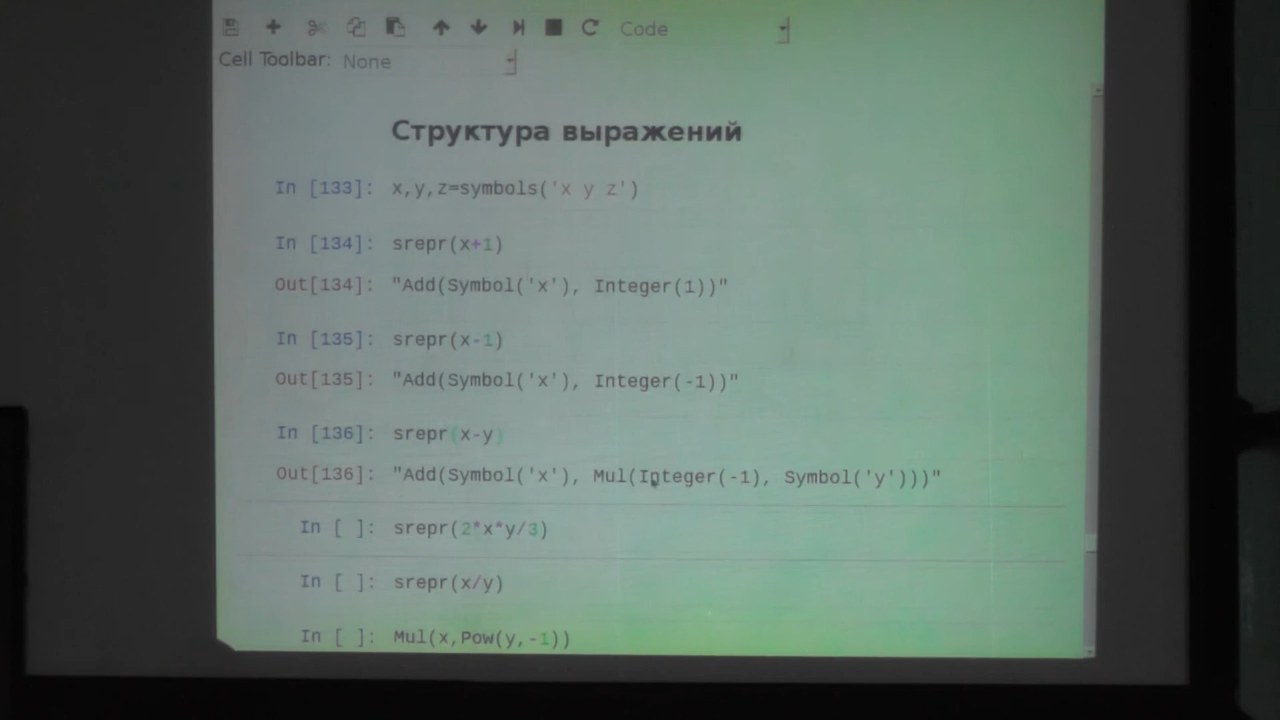 Code
Cell Toolbar: None
Структура выражений
In [133]: x,y,z=symbols('x y z')
In [134]: srepr(x+1)
Out[134]: "Add(Symbol('x'), Integer(1))"
In [135]: srepr(x-1)
Out[135]: "Add(Symbol('x'), Integer(-1))"
In [136]: srepr(x-y)
Out[136]: "Add(Symbol('x'), Mul(Integer(-1), Symbol('y')))"
In [ ]: srepr(2*x*y/3)
In [ ]: srepr(x/y)
In [ ]: Mul(x,Pow(y,-1))